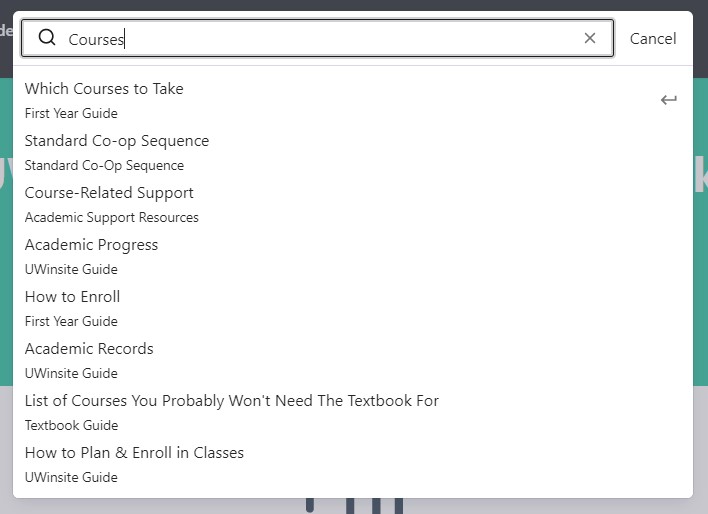 Courses
Cancel
Which Courses to Take
First Year Guide
Standard Co-op Sequence
Standard Co-Op Sequence
Course-Related Support
Academic Support Resources
Academic Progress
UWinsite Guide
How to Enroll
First Year Guide
Academic Records
UWinsite Guide
List of Courses You Probably Won't Need The Textbook For
Textbook Guide
How to Plan & Enroll in Classes
UWinsite Guide